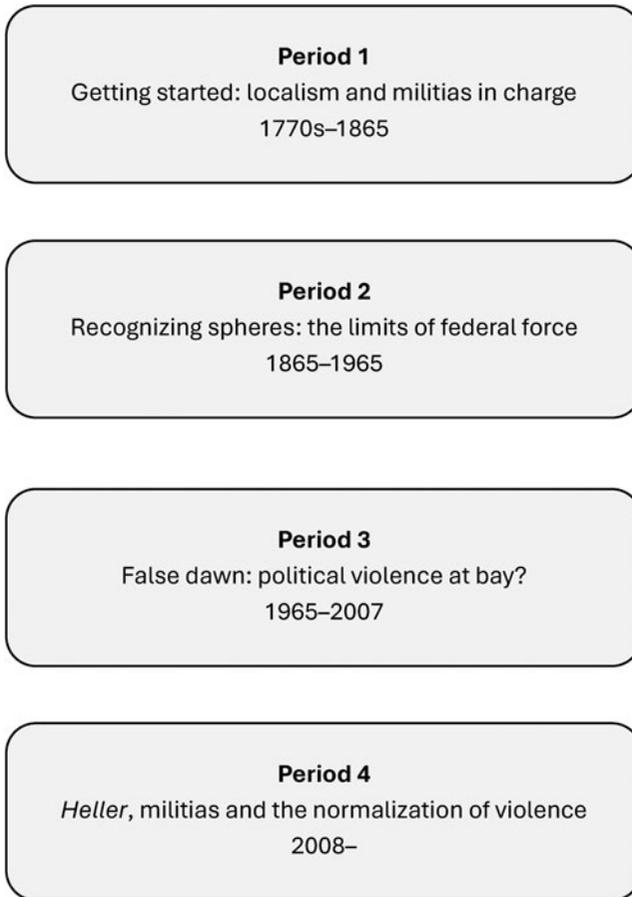 Period 1
Getting started: localism and militias in charge
1770s–1865
Period 2
Recognizing spheres: the limits of federal force
1865–1965
Period 3
False dawn: political violence at bay?
1965–2007
Period 4
Heller, militias and the normalization of violence
2008–